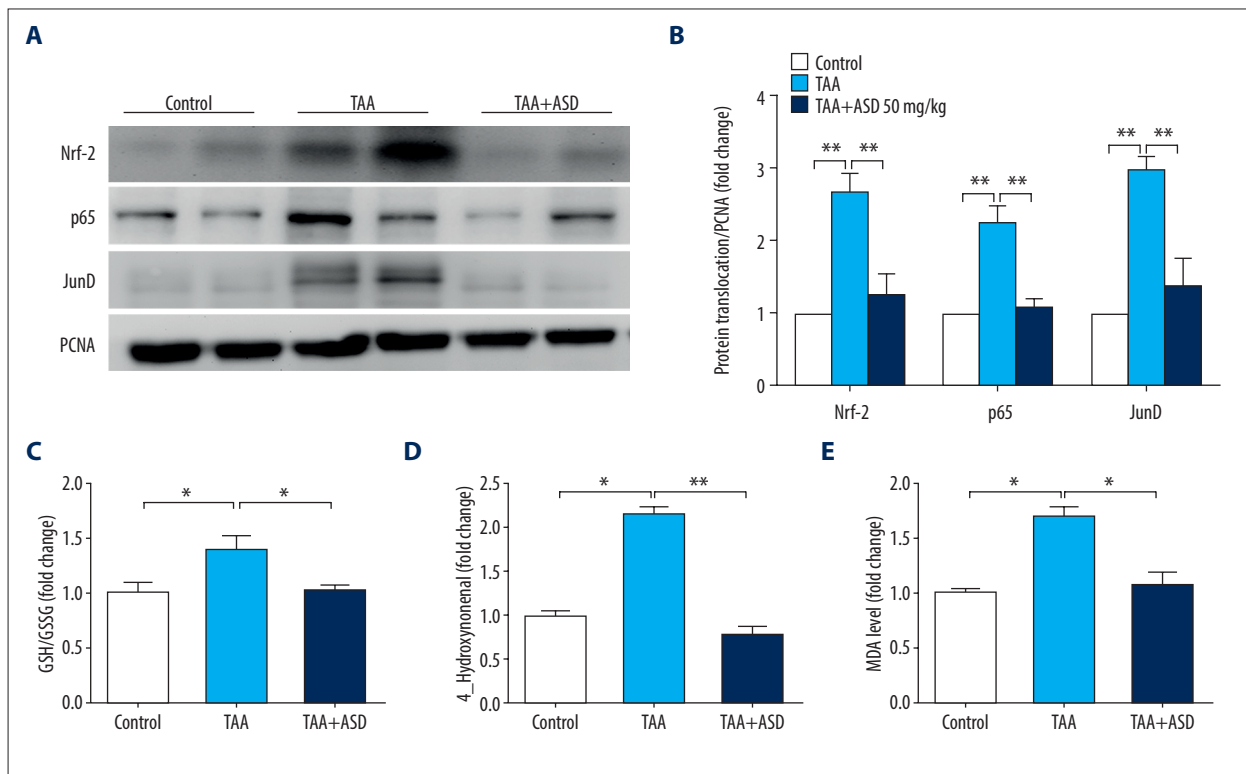 A
Control TAA TAA+ASD
Nrf-2
p65
JunD
PCNA
B
Control
TAA
TAA+ASD 50 mg/kg
Protein translocation/PCNA (fold change)
4
3
2
1
0
** **
** **
** **
Nrf-2 p65 JunD
C
GSH/GSSG (fold change)
2.0
1.5
1.0
0.5
0.0
* *
Control TAA TAA+ASD
D
4_Hydroxynonenal (fold change)
2.5
2.0
1.5
1.0
0.5
0.0
* **
Control TAA TAA+ASD
E
MDA level (fold change)
2.0
1.5
1.0
0.5
0.0
* *
Control TAA TAA+ASD